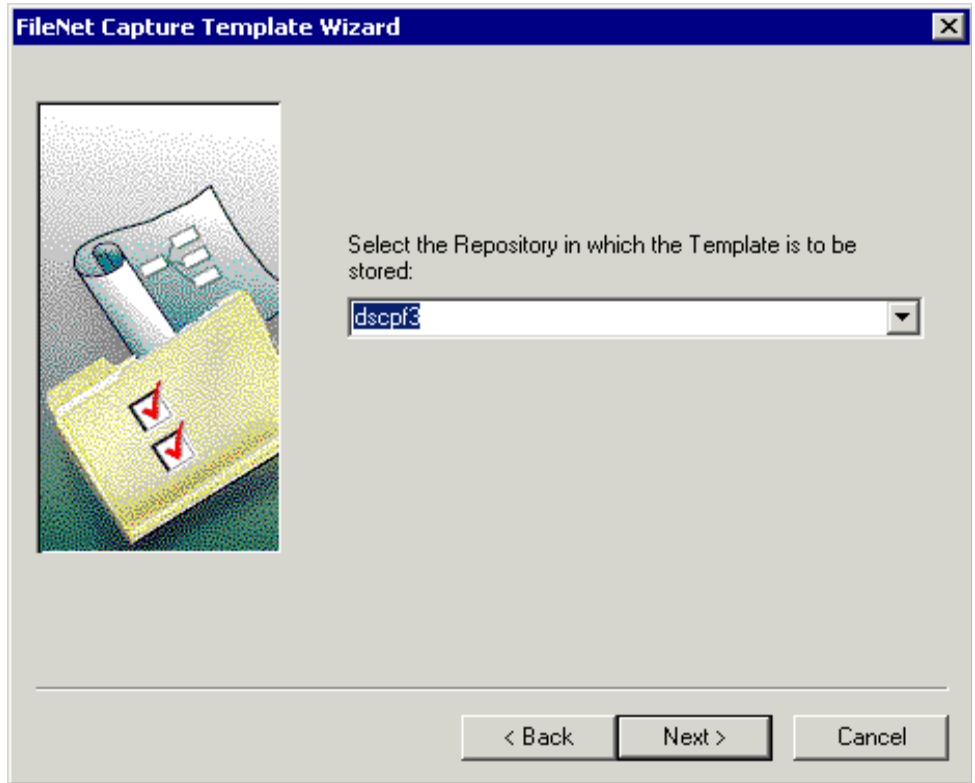 FileNet Capture Template Wizard
Select the Repository in which the Template is to be
stored:
dscpf3
< Back
Next >
Cancel